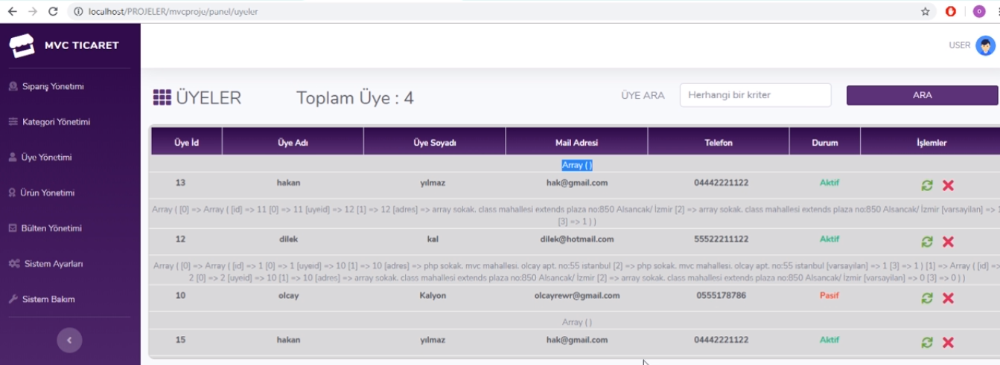 localhost/PROJELER/mvcproje/panel/uyeler
MVC TICARET
USER
Sipariş Yönetimi
Kategori Yönetimi
Üye Yönetimi
Ürün Yönetimi
Bülten Yönetimi
Sistem Ayarları
Sistem Bakım
ÜYELER Toplam Üye : 4 ÜYE ARA Herhangi bir kriter ARA
Üye İd Üye Adı Üye Soyadı Mail Adresi Telefon Durum İşlemler
Array ( )
13 hakan yılmaz hak@gmail.com 04442221122 Aktif
Array ( [0] => Array ( [id] => 11 [0] => 11 [uyeid] => 12 [1] => 12 [adres] => array sokak. class mahallesi extends plaza no:850 Alsancak/ İzmir [2] => array sokak. class mahallesi extends plaza no:850 Alsancak/ İzmir [varsayilan] => 1
[3] => 1 ) )
12 dilek kal dilek@hotmail.com 55522211122 Aktif
Array ( [0] => Array ( [id] => 1 [0] => 1 [uyeid] => 10 [1] => 10 [adres] => php sokak. mvc mahallesi. olcay apt. no:55 istanbul [2] => php sokak. mvc mahallesi. olcay apt. no:55 istanbul [varsayilan] => 1 [3] => 1 ) [1] => Array ( [id] =>
2 [0] => 2 [uyeid] => 10 [1] => 10 [adres] => array sokak. class mahallesi extends plaza no:850 Alsancak/ İzmir [2] => array sokak. class mahallesi extends plaza no:850 Alsancak/ İzmir [varsayilan] => 0 [3] => 0 ) )
10 olcay Kalyon olcayrewr@gmail.com 0555178786 Pasif
Array ( )
15 hakan yılmaz hak@gmail.com 04442221122 Aktif